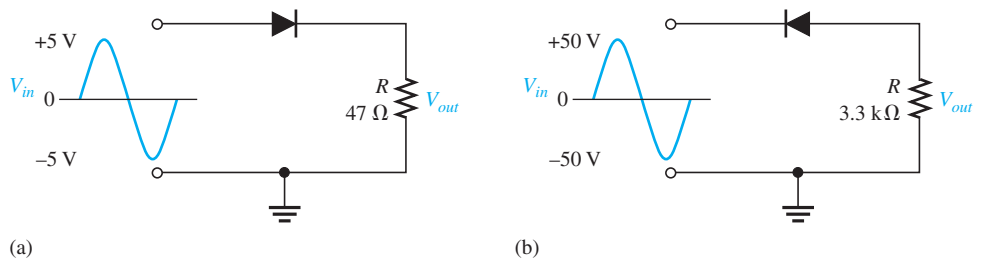 +5 V
V_in 0
–5 V
R
47 Ω
V_out
(a)
+50 V
V_in 0
–50 V
R
3.3 kΩ
V_out
(b)